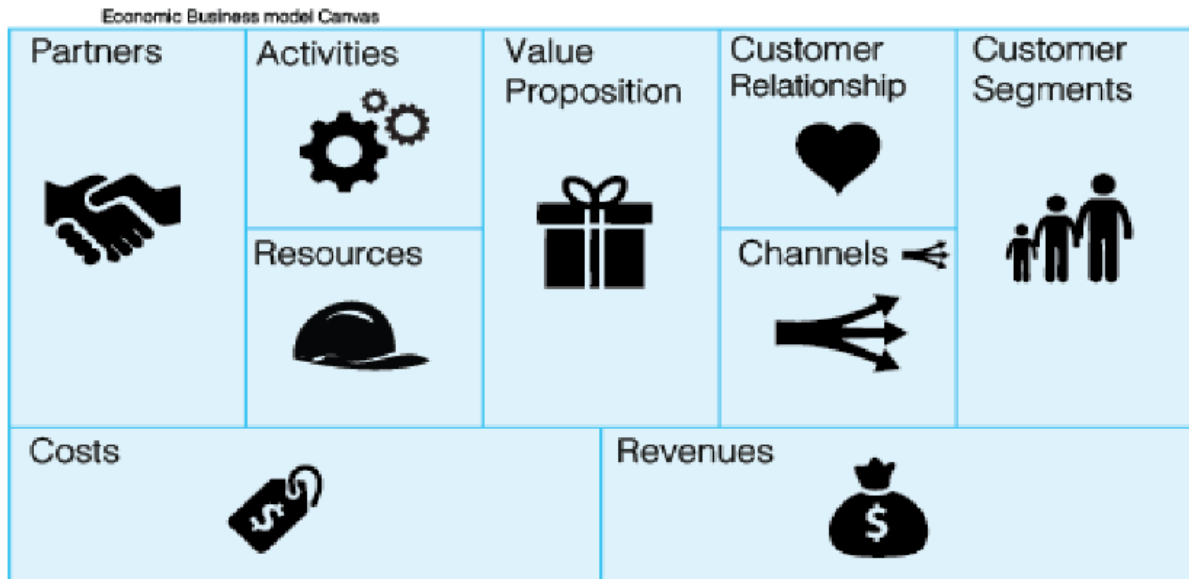 Economic Business model Canvas
Partners
Activities
Resources
Value
Proposition
Customer
Relationship
Channels
Customer
Segments
Costs
$
Revenues
$